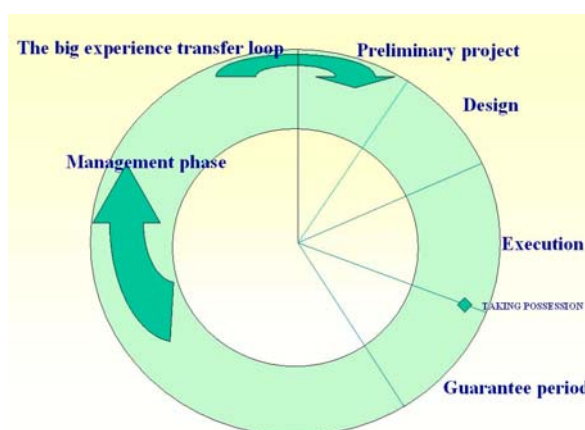 The big experience transfer loop
Preliminary project
Design
Management phase
Execution
TAKING POSSESSION
Guarantee period